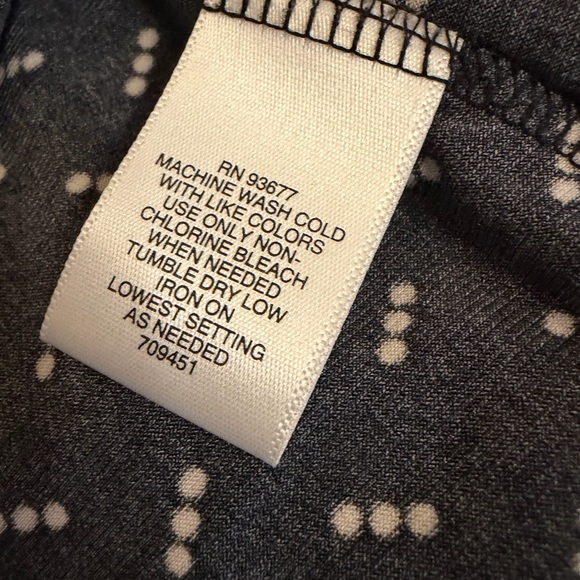 RN 93677
MACHINE WASH COLD
WITH LIKE COLORS
USE ONLY NON-
CHLORINE BLEACH
WHEN NEEDED
TUMBLE DRY LOW
IRON ON
LOWEST SETTING
AS NEEDED
709451